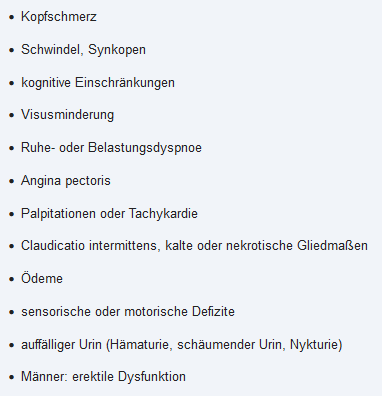 • Kopfschmerz
• Schwindel, Synkopen
• kognitive Einschränkungen
• Visusminderung
• Ruhe- oder Belastungsdyspnoe
• Angina pectoris
• Palpitationen oder Tachykardie
• Claudicatio intermittens, kalte oder nekrotische Gliedmaßen
• Ödeme
• sensorische oder motorische Defizite
• auffälliger Urin (Hämaturie, schäumender Urin, Nykturie)
• Männer: erektile Dysfunktion